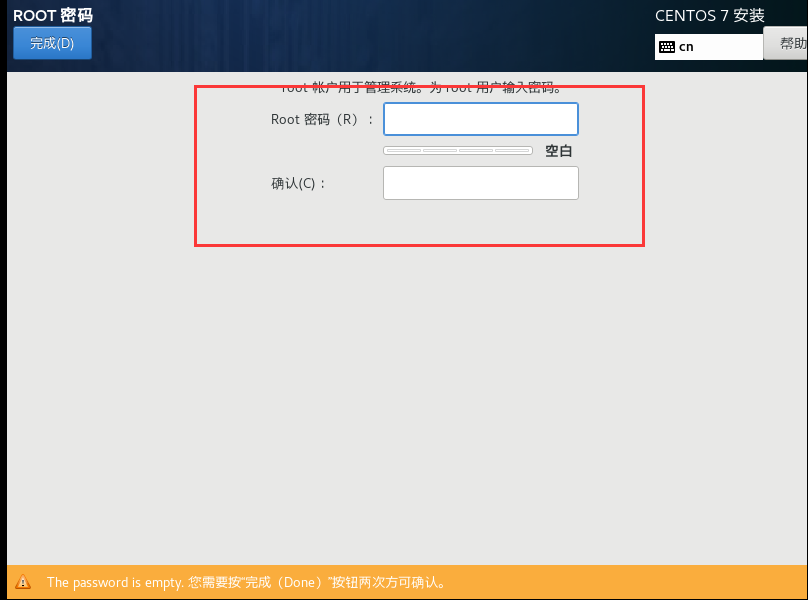 ROOT 密码
CENTOS 7 安装
完成(D)
cn
帮助
root 帐户用于管理系统。为 root 用户输入密码。
Root 密码（R）：
空白
确认(C)：
The password is empty. 您需要按“完成（Done）”按钮两次方可确认。